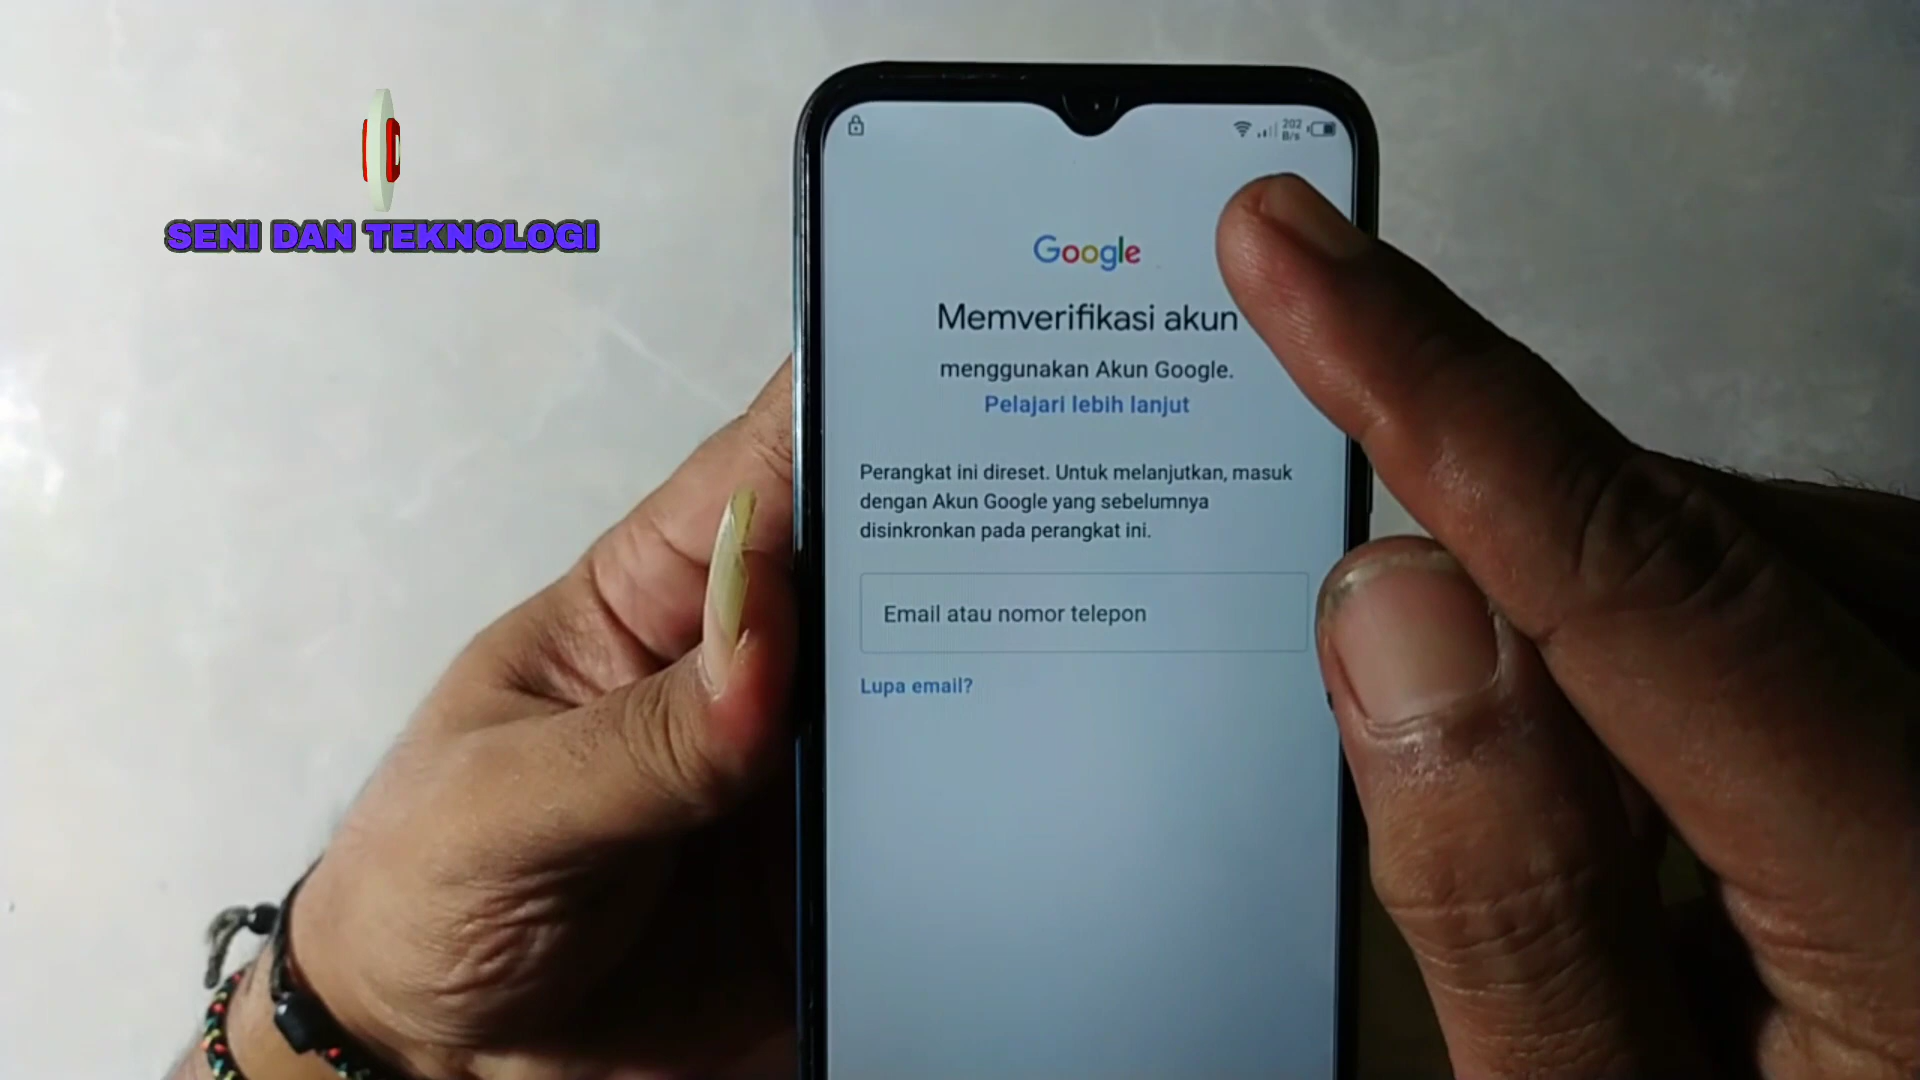 SENI DAN TEKNOLOGI
202
B/s
Google
Memverifikasi akun
menggunakan Akun Google.
Pelajari lebih lanjut
Perangkat ini direset. Untuk melanjutkan, masuk
dengan Akun Google yang sebelumnya
disinkronkan pada perangkat ini.
Email atau nomor telepon
Lupa email?